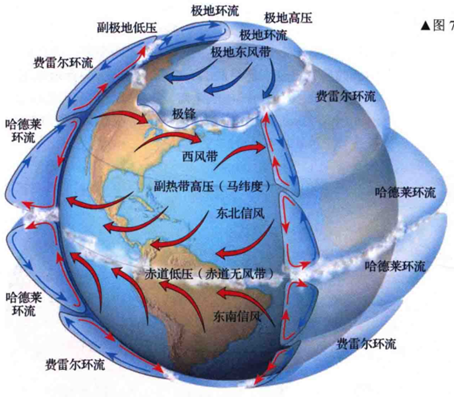 极地环流
极地高压
副极地低压
极地环流
▲图7
极地东风带
费雷尔环流
费雷尔环流
极锋
哈德莱
环流
西风带
副热带高压（马纬度）
哈德莱环流
东北信风
赤道低压（赤道无风带）
哈德莱环流
哈德莱
环流
东南信风
费雷尔环流
费雷尔环流